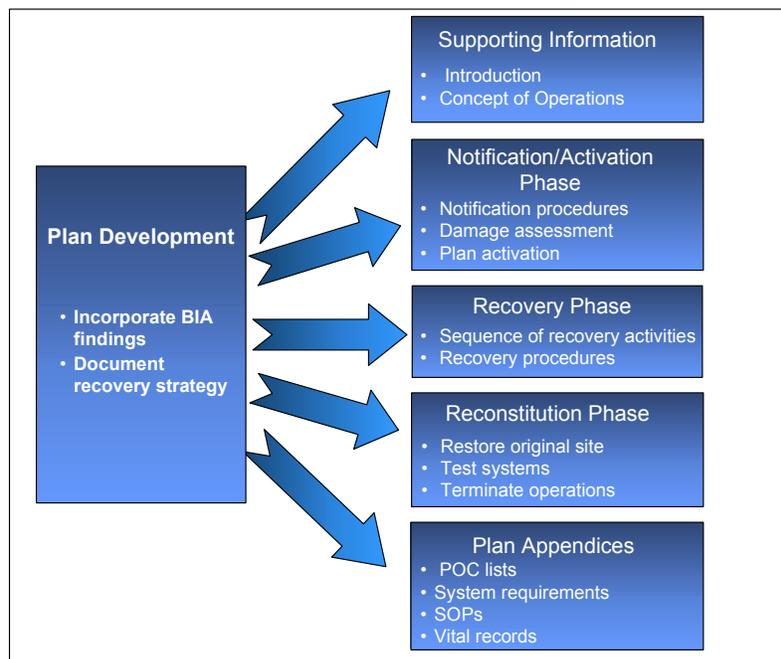 Plan Development
• Incorporate BIA
findings
• Document
recovery strategy
Supporting Information
• Introduction
• Concept of Operations
Notification/Activation
Phase
• Notification procedures
• Damage assessment
• Plan activation
Recovery Phase
• Sequence of recovery activities
• Recovery procedures
Reconstitution Phase
• Restore original site
• Test systems
• Terminate operations
Plan Appendices
• POC lists
• System requirements
• SOPs
• Vital records